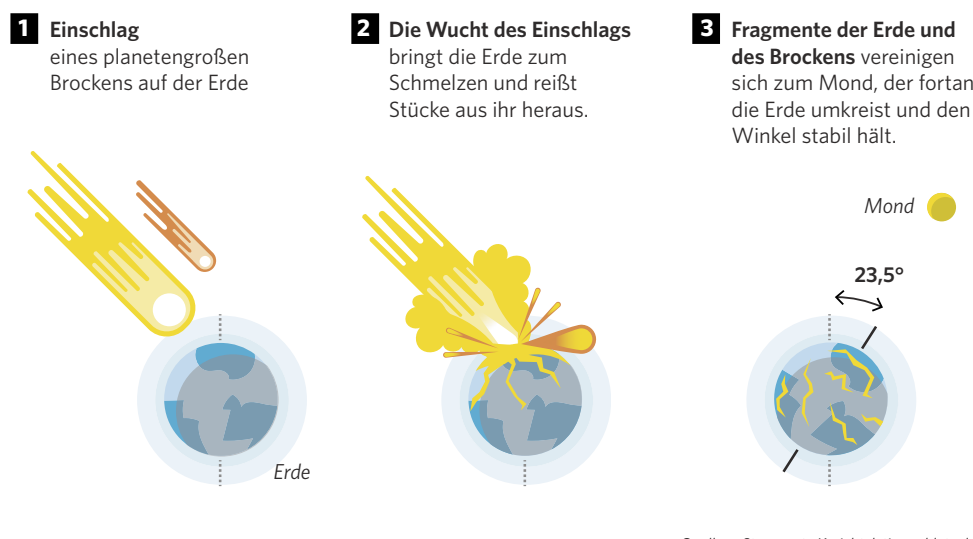 1 Einschlag
eines planetengroßen
Brockens auf der Erde
2 Die Wucht des Einschlags
bringt die Erde zum
Schmelzen und reißt
Stücke aus ihr heraus.
3 Fragmente der Erde und
des Brockens vereinigen
sich zum Mond, der fortan
die Erde umkreist und den
Winkel stabil hält.
Mond
23,5°
Erde